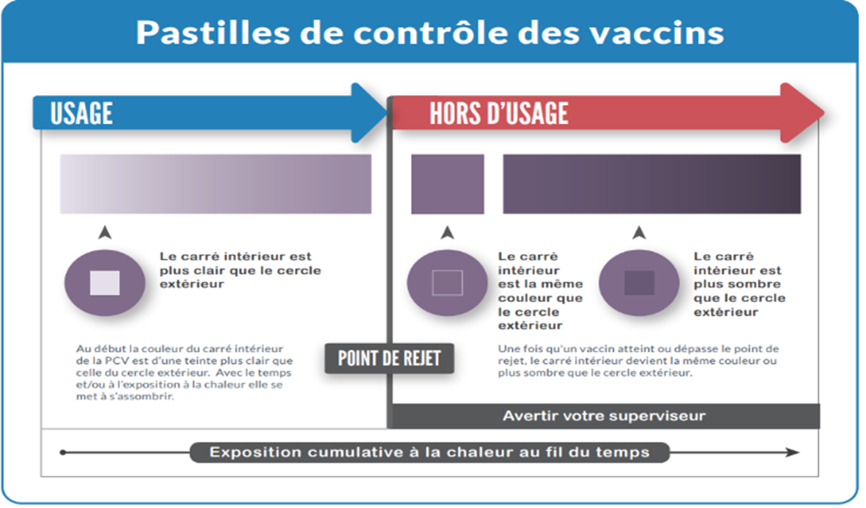 Pastilles de contrôle des vaccins
USAGE
HORS D'USAGE
Le carré intérieur est
plus clair que le cercle
extérieur
Le carré
intérieur
est la même
couleur que
le cercle
extérieur
Le carré
intérieur est
plus sombre
que le cercle
extérieur
Au début la couleur du carré intérieur
de la PCV est d'une teinte plus clair que
celle du cercle extérieur. Avec le temps
et/ou à l'exposition à la chaleur elle se
met à s'assombrir.
POINT DE REJET
Une fois qu'un vaccin atteint ou dépasse le point de
rejet, le carré intérieur devient la même couleur ou
plus sombre que le cercle extérieur.
Avertir votre superviseur
Exposition cumulative à la chaleur au fil du temps